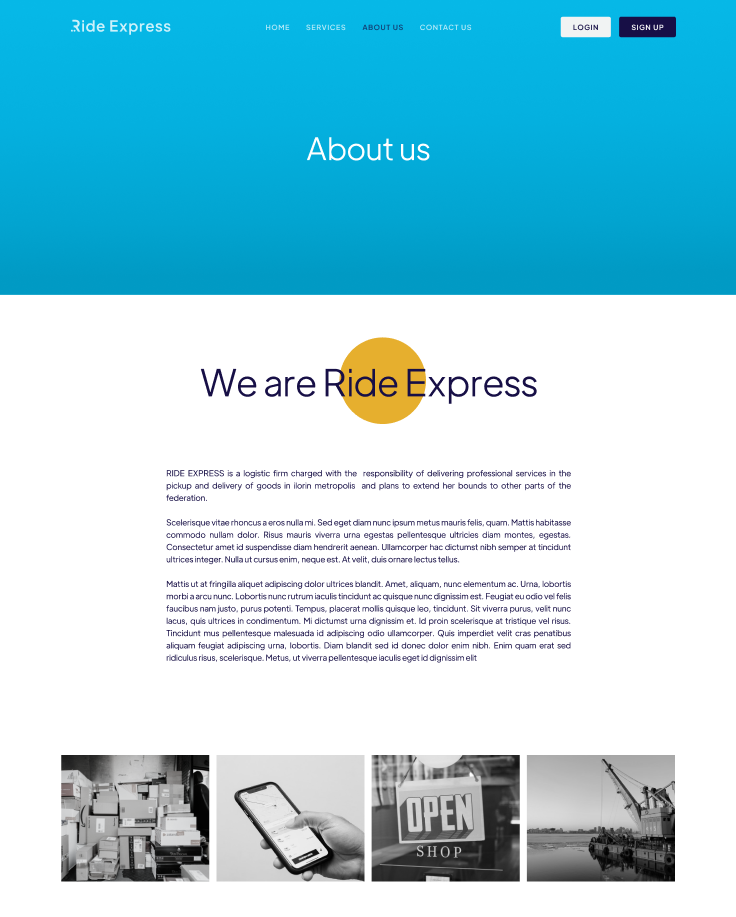 Ride Express
HOME SERVICES ABOUT US CONTACT US
LOGIN SIGN UP
About us
We are Ride Express
RIDE EXPRESS is a logistic firm charged with the responsibility of delivering professional services in the
pickup and delivery of goods in ilorin metropolis and plans to extend her bounds to other parts of the
federation.
Scelerisque vitae rhoncus a eros nulla mi. Sed eget diam nunc ipsum metus mauris felis, quam. Mattis habitasse
commodo nullam dolor. Risus mauris viverra urna egestas pellentesque ultricies diam montes, egestas.
Consectetur amet id suspendisse diam hendrerit aenean. Ullamcorper hac dictumst nibh semper at tincidunt
ultrices integer. Nulla ut cursus enim, neque est. At velit, duis ornare lectus tellus.
Mattis ut at fringilla aliquet adipiscing dolor ultrices blandit. Amet, aliquam, nunc elementum ac. Urna, lobortis
morbi a arcu nunc. Lobortis nunc rutrum iaculis tincidunt ac quisque nunc dignissim est. Feugiat eu odio vel felis
faucibus nam justo, purus potenti. Tempus, placerat mollis quisque leo, tincidunt. Sit viverra purus, velit nunc
lacus, quis ultrices in condimentum. Mi dictumst urna dignissim et. Id proin scelerisque at tristique vel risus.
Tincidunt mus pellentesque malesuada id adipiscing odio ullamcorper. Quis imperdiet velit cras penatibus
aliquam feugiat adipiscing urna, lobortis. Diam blandit sed id donec dolor enim nibh. Enim quam erat sed
ridiculus risus, scelerisque. Metus, ut viverra pellentesque iaculis eget id dignissim elit
OPEN
SHOP